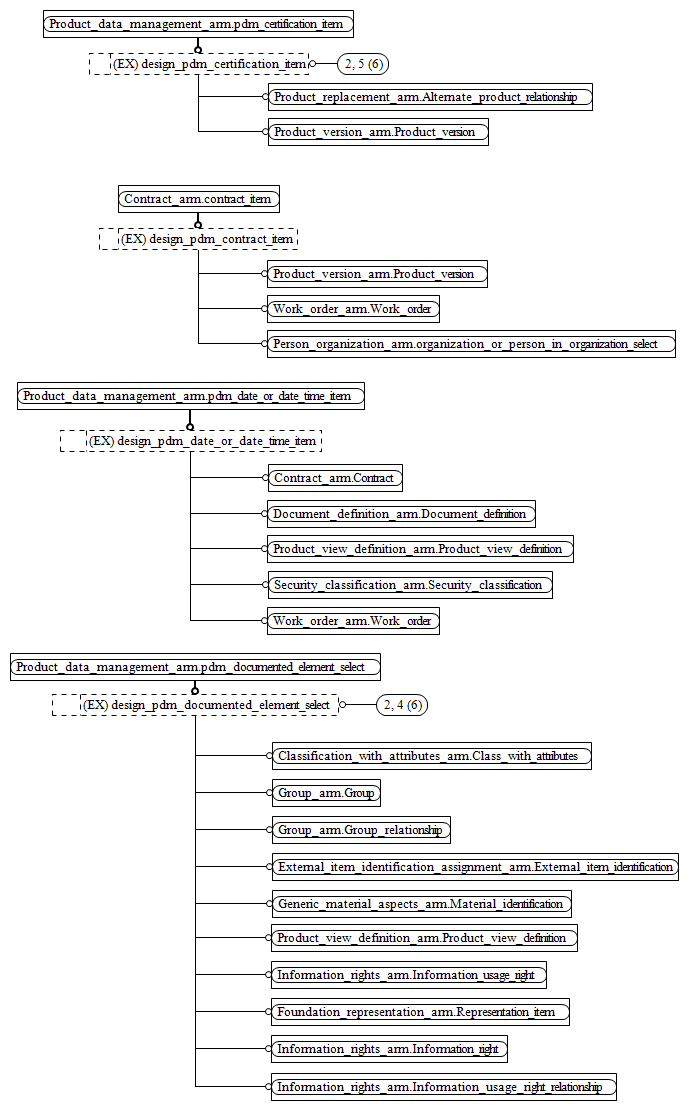 Product_data_management_arm.pdm_certification_item
(EX) design_pdm_certification_item
2, 5 (6)
Product_replacement_arm.Alternate_product_relationship
Product_version_arm.Product_version
Contract_arm.contract_item
(EX) design_pdm_contract_item
Product_version_arm.Product_version
Work_order_arm.Work_order
Person_organization_arm.organization_or_person_in_organization_select
Product_data_management_arm.pdm_date_or_date_time_item
(EX) design_pdm_date_or_date_time_item
Contract_arm.Contract
Document_definition_arm.Document_definition
Product_view_definition_arm.Product_view_definition
Security_classification_arm.Security_classification
Work_order_arm.Work_order
Product_data_management_arm.pdm_documented_element_select
(EX) design_pdm_documented_element_select
2, 4 (6)
Classification_with_attributes_arm.Class_with_attributes
Group_arm.Group
Group_arm.Group_relationship
External_item_identification_assignment_arm.External_item_identification
Generic_material_aspects_arm.Material_identification
Product_view_definition_arm.Product_view_definition
Information_rights_arm.Information_usage_right
Foundation_representation_arm.Representation_item
Information_rights_arm.Information_right
Information_rights_arm.Information_usage_right_relationship